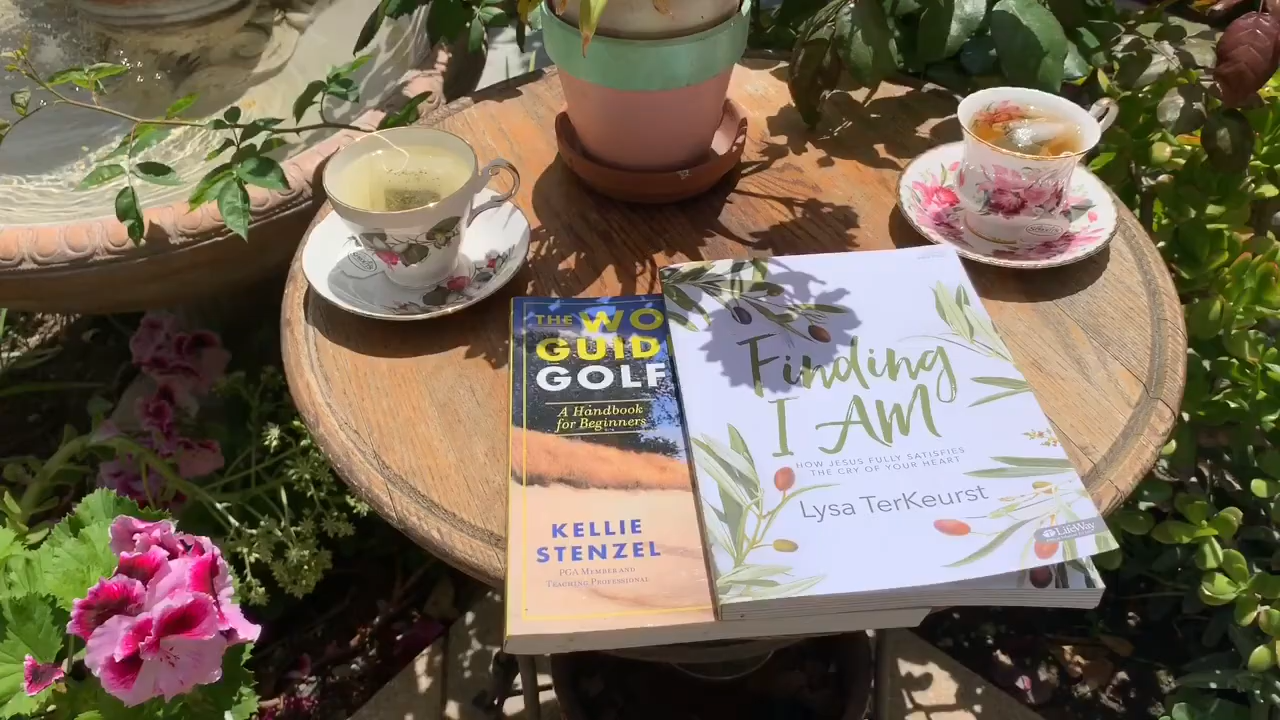 THE WO
GUID
GOLF
A Handbook
for Beginners
KELLIE
STENZEL
PGA MEMBER AND
TEACHING PROFESSIONAL
Finding
I AM
HOW JESUS FULLY SATISFIES
THE CRY OF YOUR HEART
Lysa TerKeurst
LifeWay